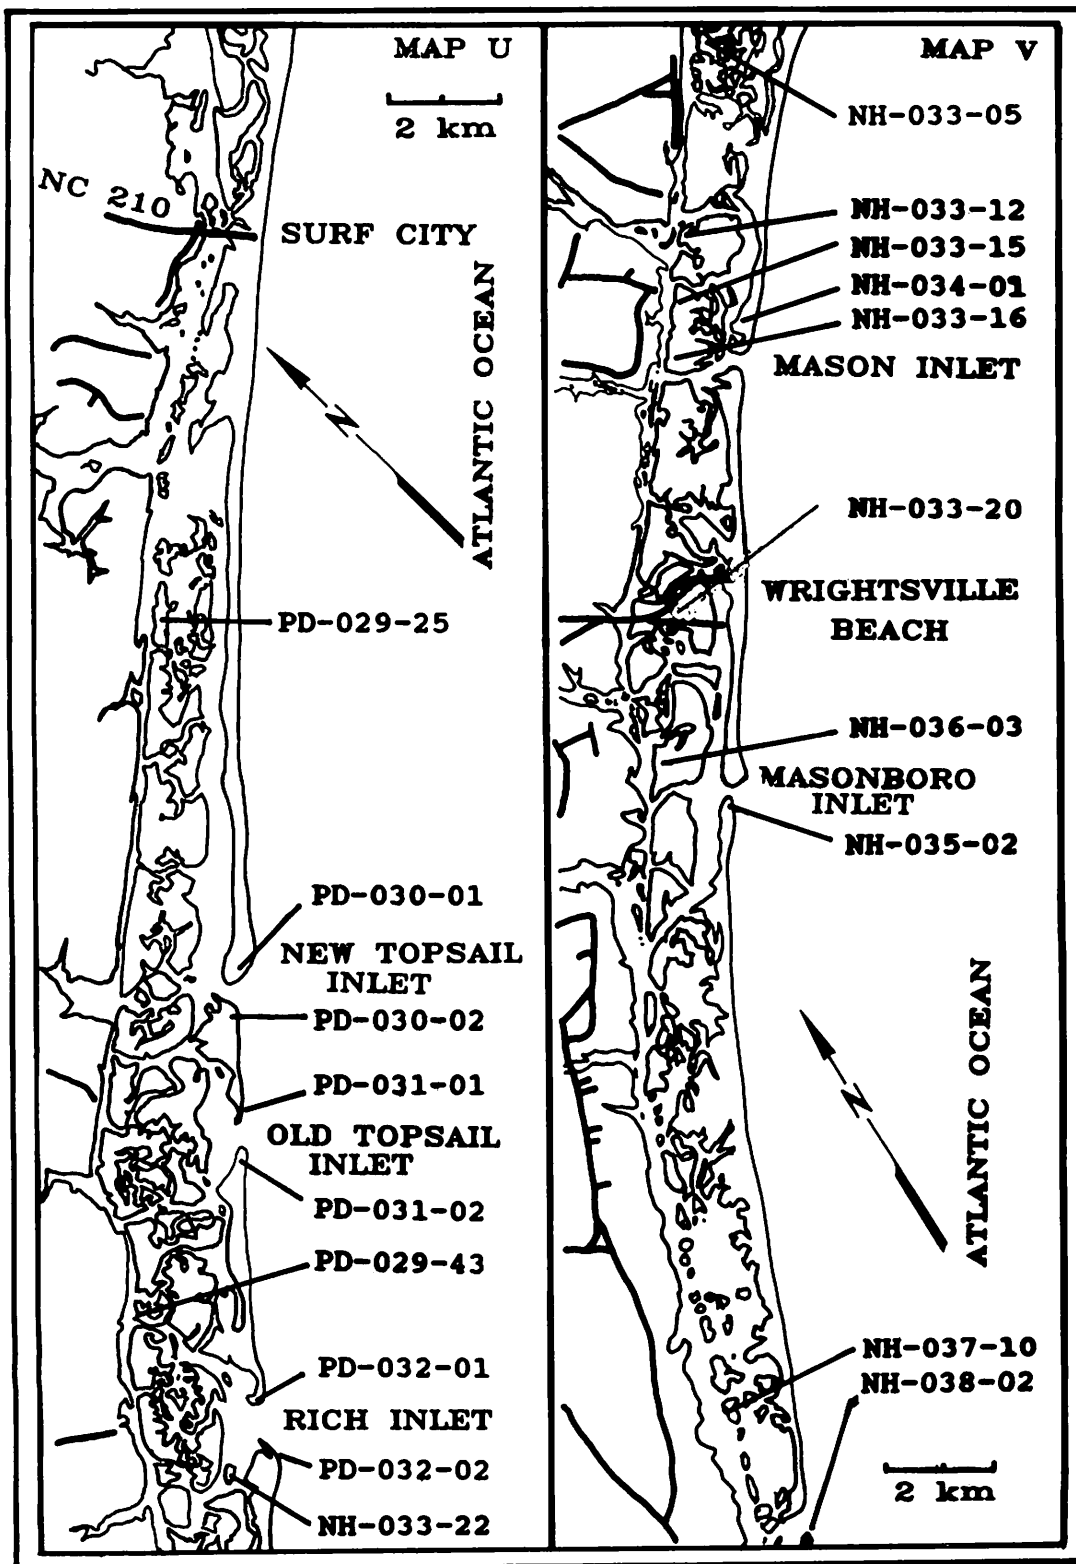 MAP U
2 km
NC 210
SURF CITY
ATLANTIC OCEAN
N
PD-029-25
PD-030-01
NEW TOPSAIL
INLET
PD-030-02
PD-031-01
OLD TOPSAIL
INLET
PD-031-02
PD-029-43
PD-032-01
RICH INLET
PD-032-02
NH-033-22
MAP V
NH-033-05
NH-033-12
NH-033-15
NH-034-01
NH-033-16
MASON INLET
NH-033-20
WRIGHTSVILLE
BEACH
NH-036-03
MASONBORO
INLET
NH-035-02
ATLANTIC OCEAN
N
NH-037-10
NH-038-02
2 km